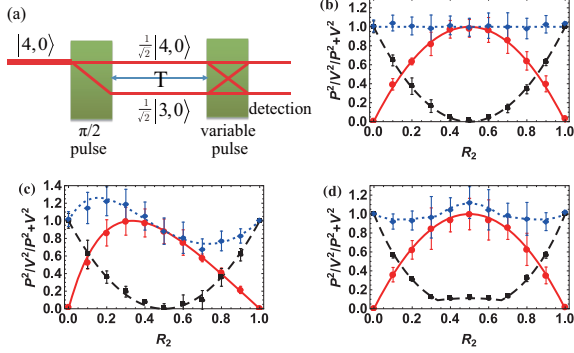 (a)
|4,0⟩
1/√2 |4,0⟩
T
1/√2 |3,0⟩
detection
π/2
pulse
variable
pulse
(b)
P²/V²/P²+V²
1.2
1.0
0.8
0.6
0.4
0.2
0.0
0.0 0.2 0.4 0.6 0.8 1.0
R₂
(c)
P²/V²/P²+V²
1.4
1.2
1.0
0.8
0.6
0.4
0.2
0.0
0.0 0.2 0.4 0.6 0.8 1.0
R₂
(d)
P²/V²/P²+V²
1.2
1.0
0.8
0.6
0.4
0.2
0.0
0.0 0.2 0.4 0.6 0.8 1.0
R₂